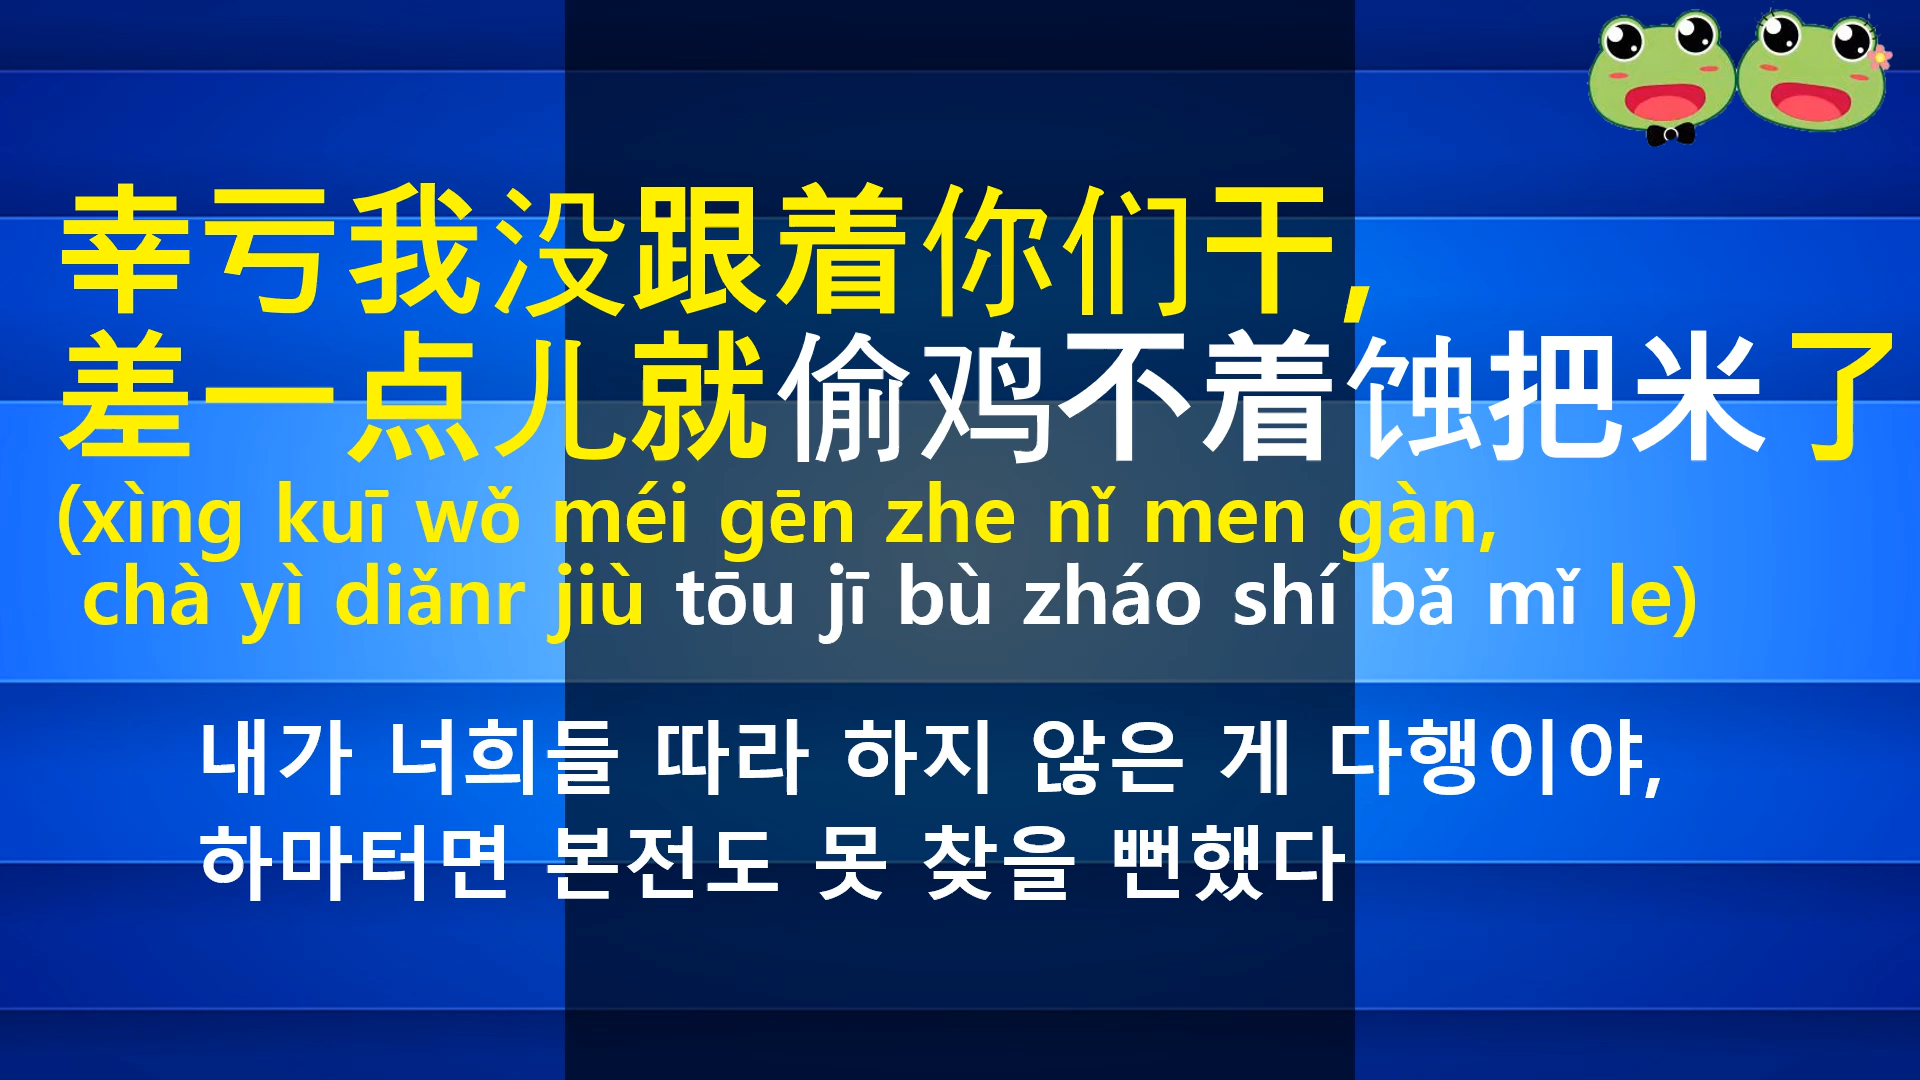 幸亏我没跟着你们干,
差一点儿就偷鸡不着蚀把米了
(xìng kuī wǒ méi gēn zhe nǐ men gàn,
chà yì diǎnr jiù tōu jī bù zháo shí bǎ mǐ le)
내가 너희들 따라 하지 않은 게 다행이야,
하마터면 본전도 못 찾을 뻔했다